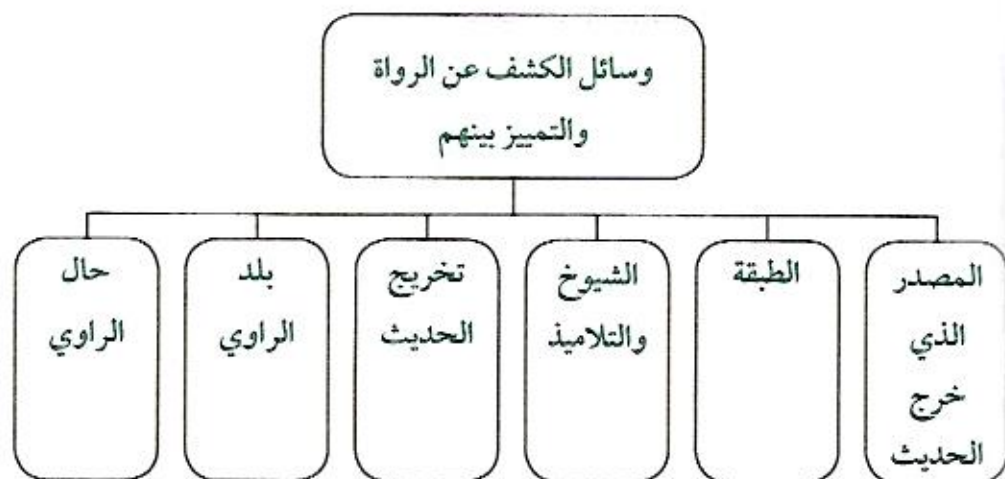 وسائل الكشف عن الرواة
والتمييز بينهم
المصدر
الذي
خرج
الحديث
الطبقة
الشيوخ
والتلاميذ
تخريج
الحديث
بلد
الراوي
حال
الراوي